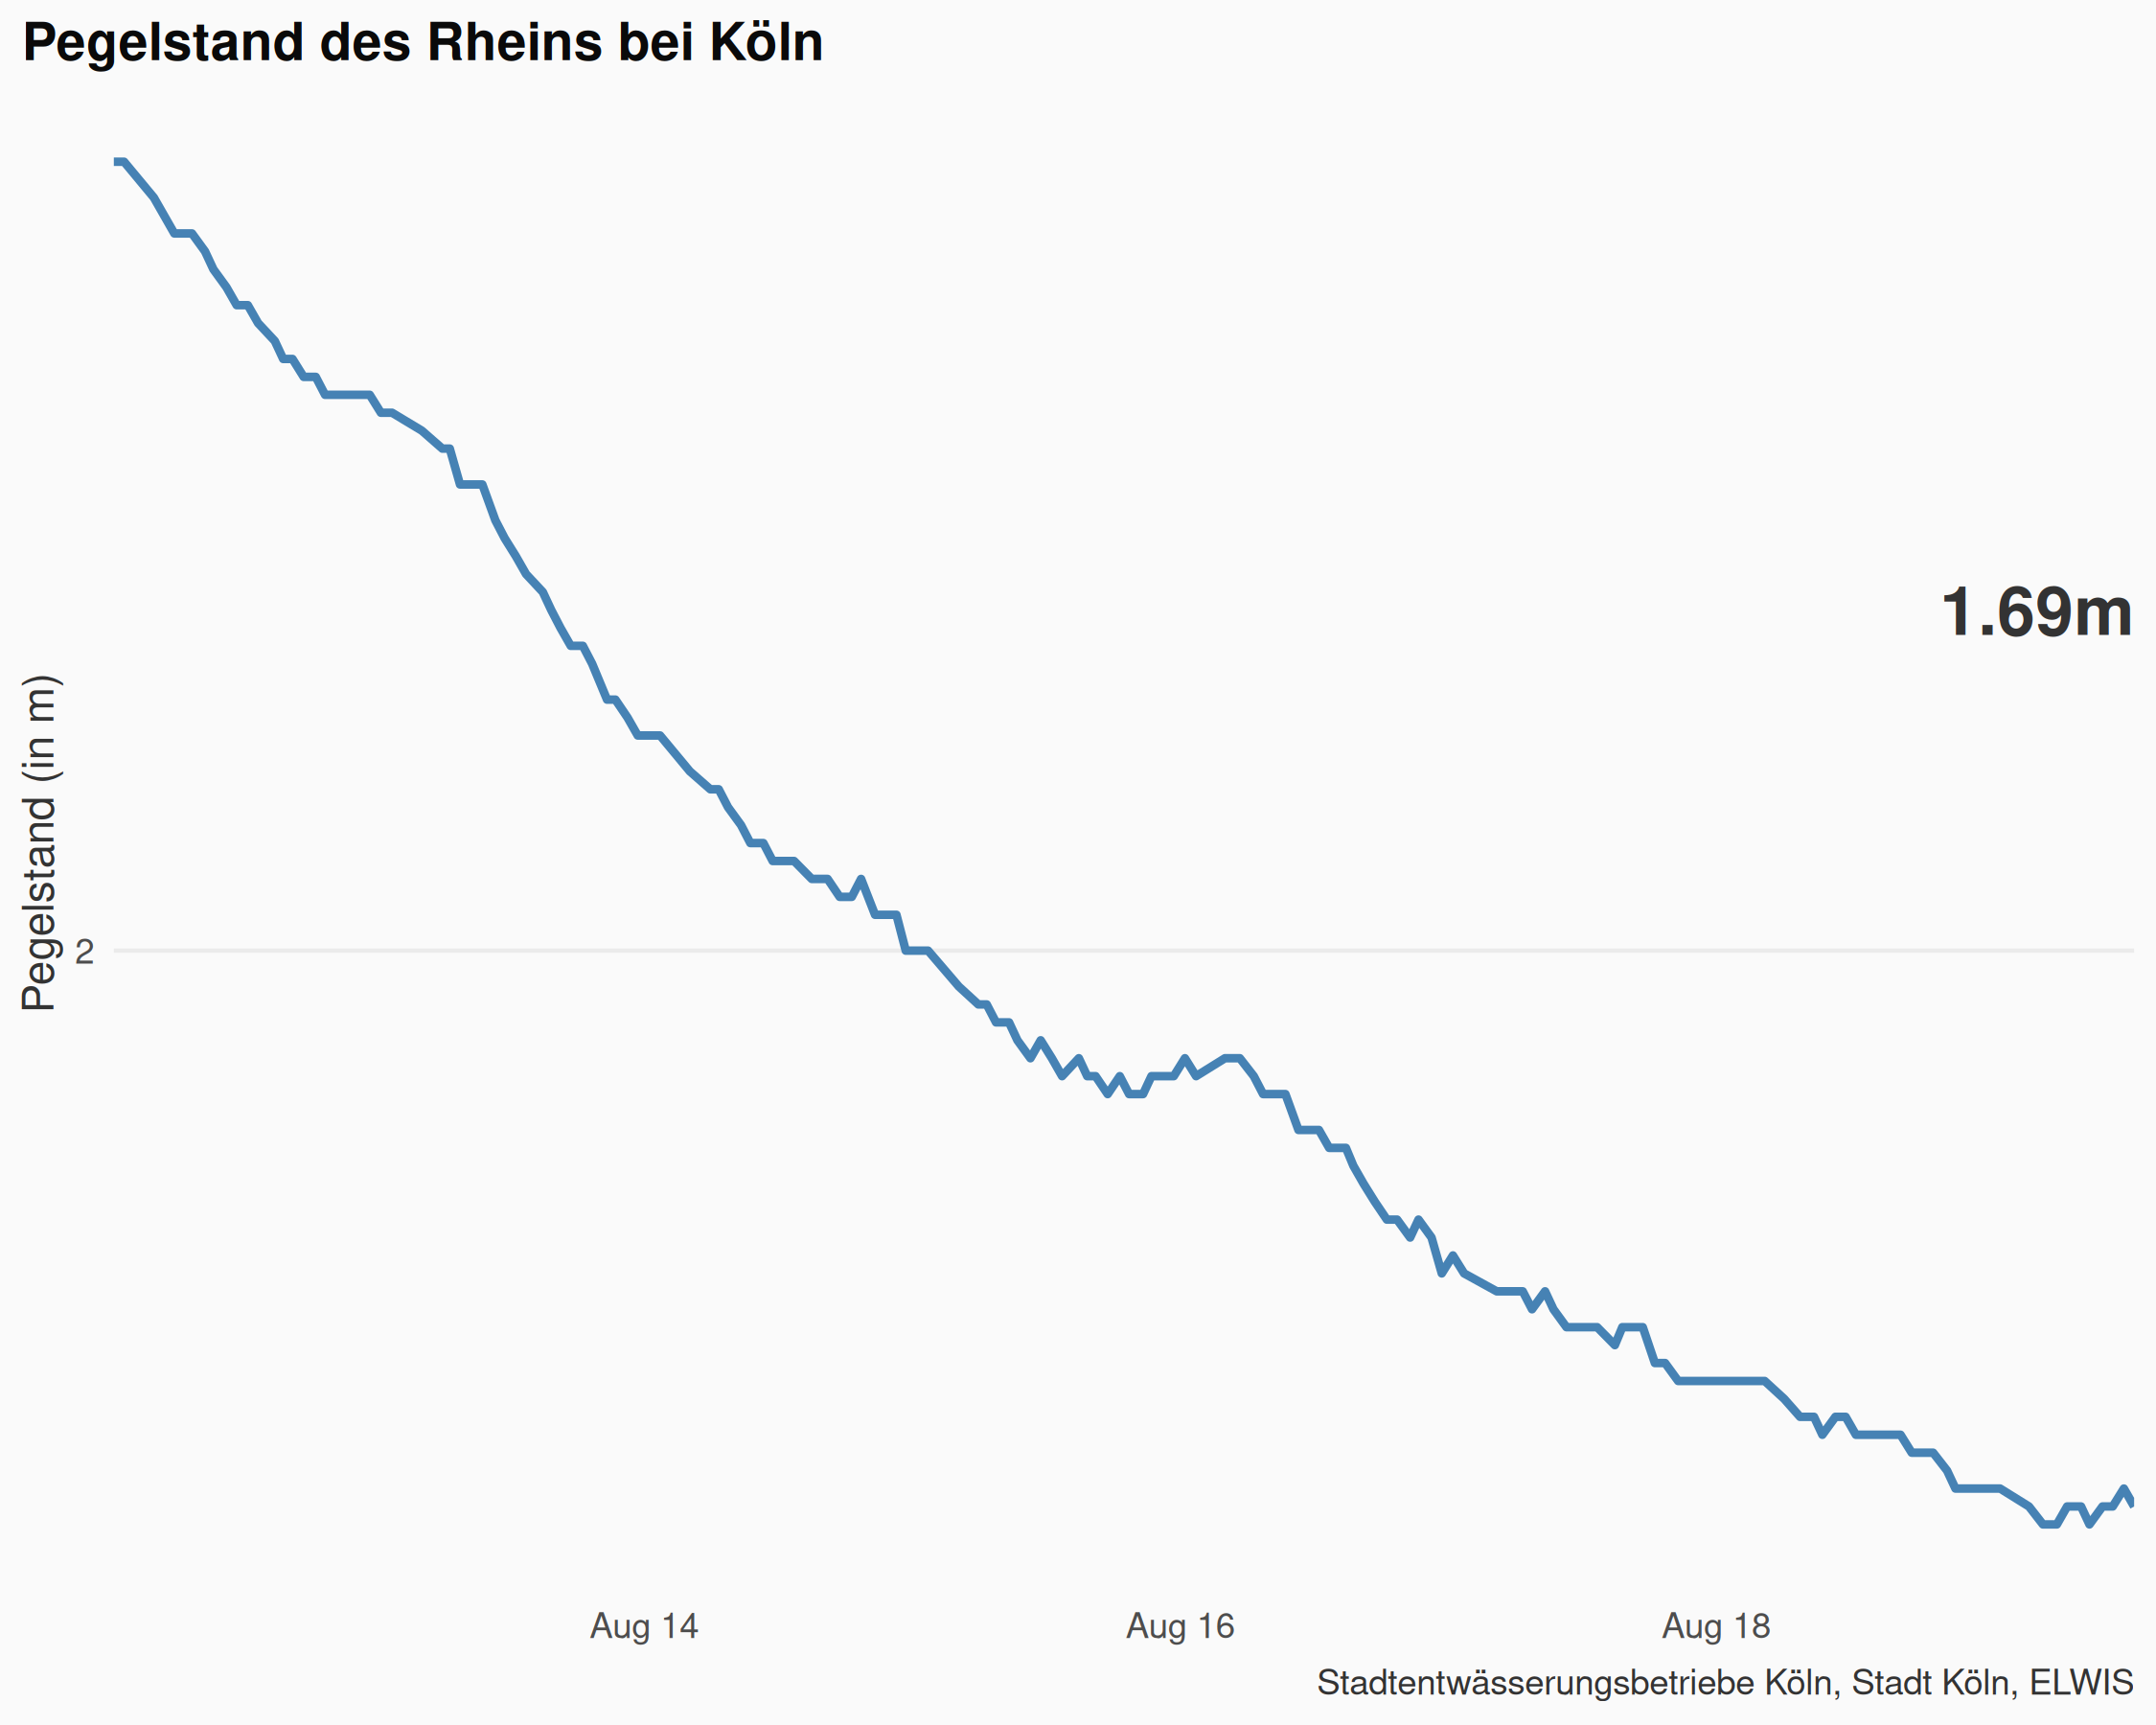 Pegelstand des Rheins bei Köln
1.69m
Pegelstand (in m)
2
Aug 14
Aug 16
Aug 18
Stadtentwässerungsbetriebe Köln, Stadt Köln, ELWIS